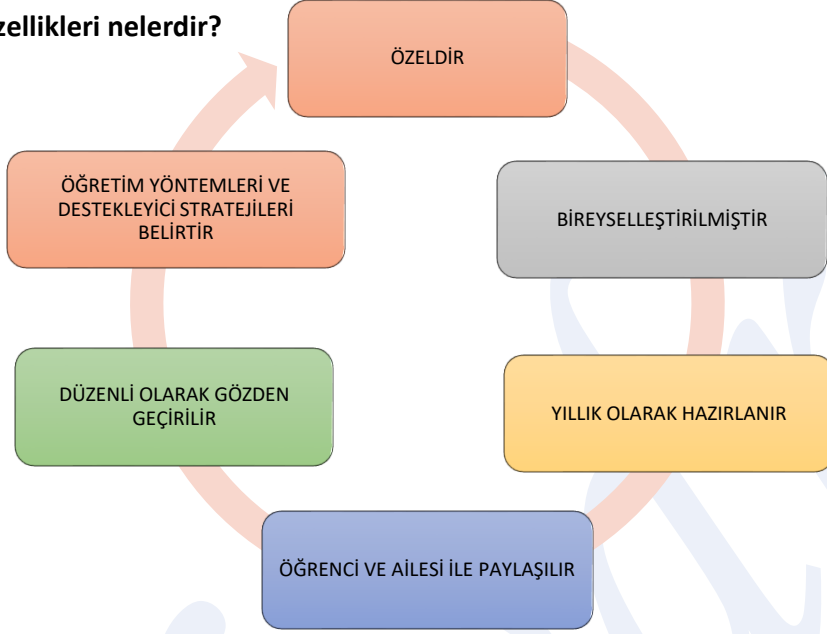 zellikleri nelerdir?
ÖZELDİR
BİREYSELLEŞTİRİLMİŞTİR
YILLIK OLARAK HAZIRLANIR
ÖĞRENCİ VE AİLESİ İLE PAYLAŞILIR
DÜZENLİ OLARAK GÖZDEN
GEÇİRİLİR
ÖĞRETİM YÖNTEMLERİ VE
DESTEKLEYİCİ STRATEJİLERİ
BELİRTİR